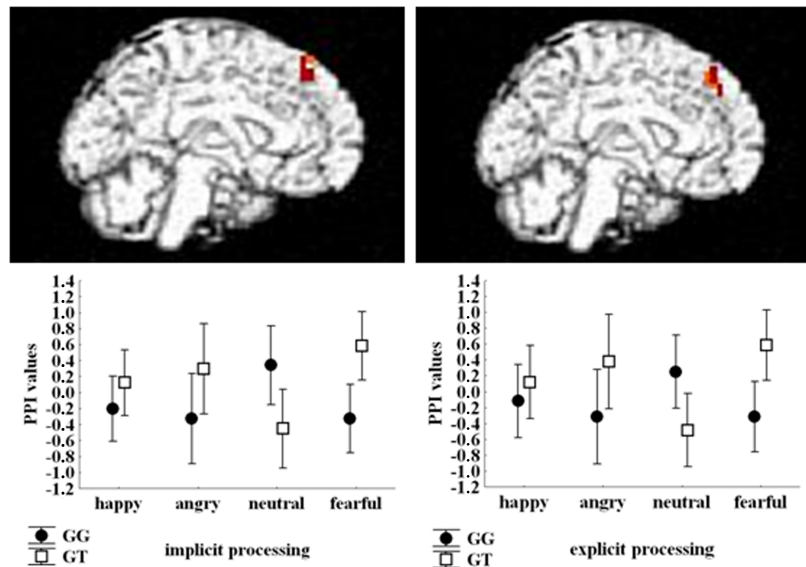 1.4
1.2
1.0
0.8
0.6
0.4
0.2
0.0
-0.2
-0.4
-0.6
-0.8
-1.0
-1.2
PPI values
happy angry neutral fearful
GG
GT
implicit processing
1.4
1.2
1.0
0.8
0.6
0.4
0.2
0.0
-0.2
-0.4
-0.6
-0.8
-1.0
-1.2
PPI values
happy angry neutral fearful
GG
GT
explicit processing